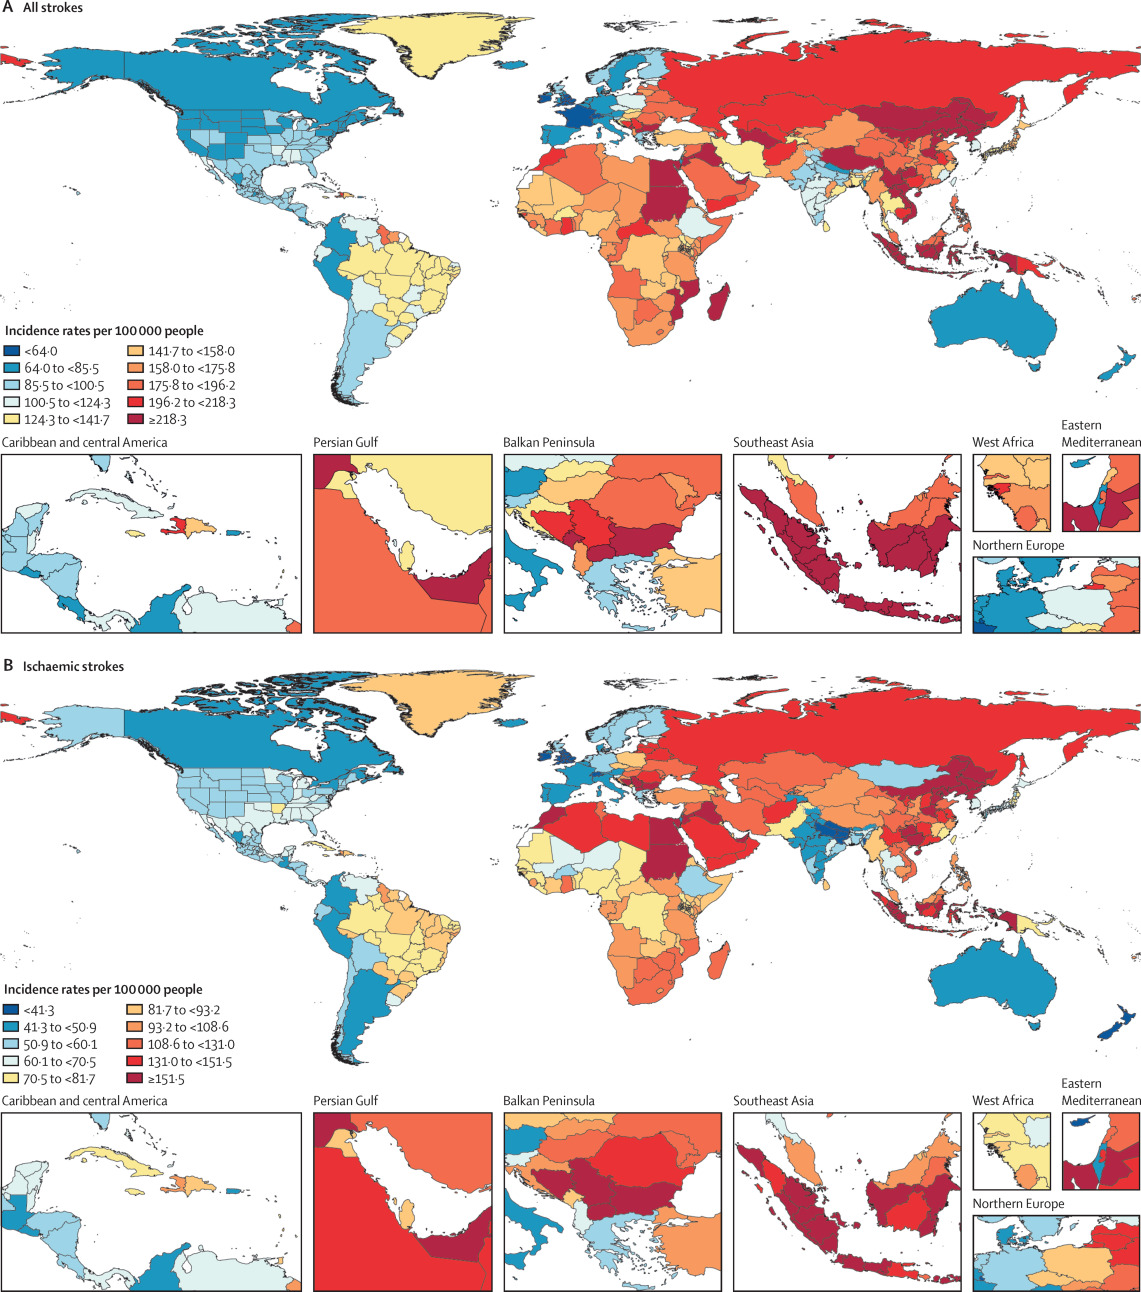 A All strokes
Incidence rates per 100 000 people
<64·0
64·0 to <85·5
85·5 to <100·5
100·5 to <124·3
124·3 to <141·7
141·7 to <158·0
158·0 to <175·8
175·8 to <196·2
196·2 to <218·3
≥218·3
Caribbean and central America
Persian Gulf
Balkan Peninsula
Southeast Asia
West Africa
Eastern
Mediterranean
Northern Europe
B Ischaemic strokes
Incidence rates per 100 000 people
<41·3
41·3 to <50·9
50·9 to <60·1
60·1 to <70·5
70·5 to <81·7
81·7 to <93·2
93·2 to <108·6
108·6 to <131·0
131·0 to <151·5
≥151·5
Caribbean and central America
Persian Gulf
Balkan Peninsula
Southeast Asia
West Africa
Eastern
Mediterranean
Northern Europe